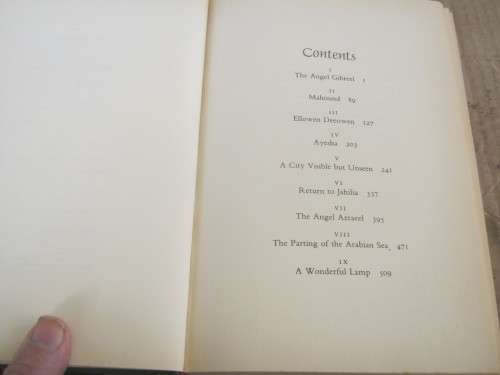 Contents
I
The Angel Gibreel 1
II
Mahound 89
III
Ellowen Deeowen 127
IV
Ayesha 203
V
A City Visible but Unseen 241
VI
Return to Jahilia 357
VII
The Angel Azraeel 395
VIII
The Parting of the Arabian Sea 471
IX
A Wonderful Lamp 509